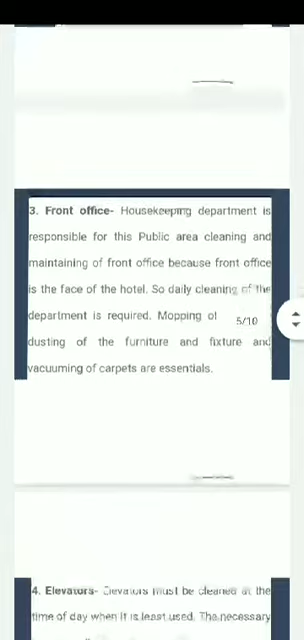 3. Front office- Housekeeping department is
responsible for this Public area cleaning and
maintaining of front office because front office
is the face of the hotel. So daily cleaning of the
department is required. Mopping of
5/10
dusting of the furniture and fixture and
vacuuming of carpets are essentials.
4. Elevators- Elevators must be cleaned at the
time of day when it is least used. The necessary